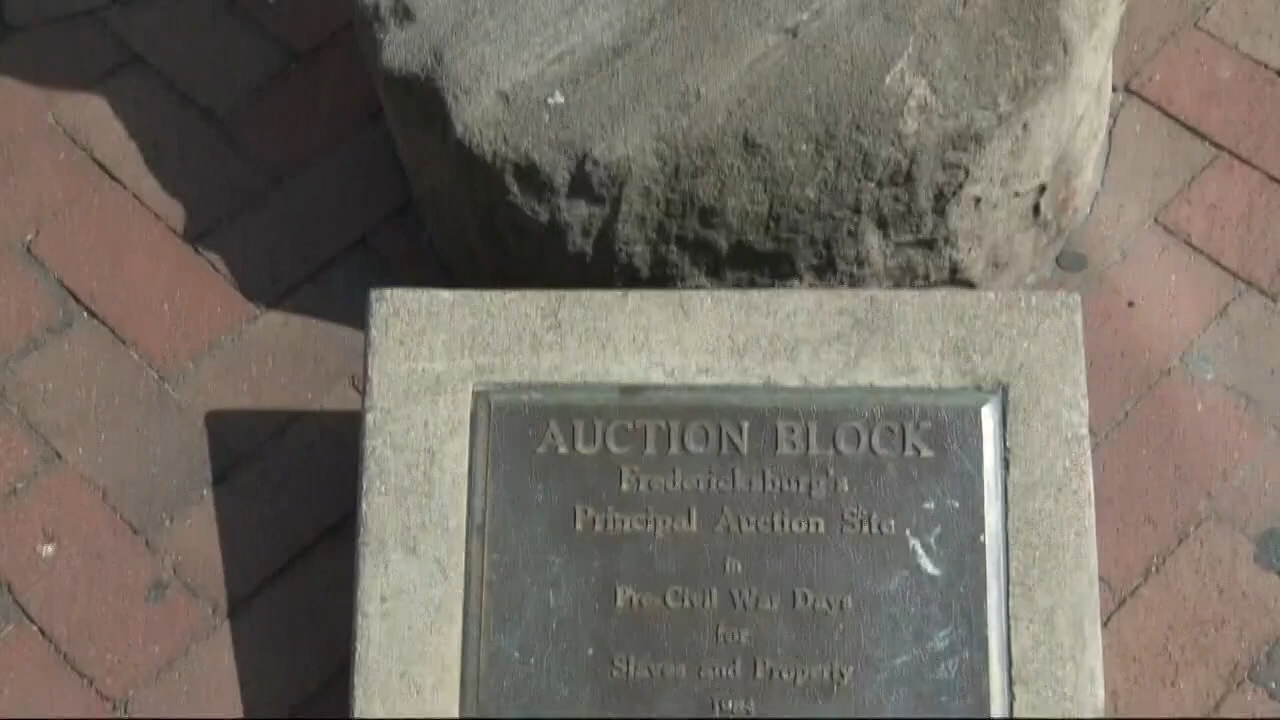 AUCTION BLOCK
Fredericksburg's
Principal Auction Site
in
Pre-Civil War Days
for
Slaves and Property